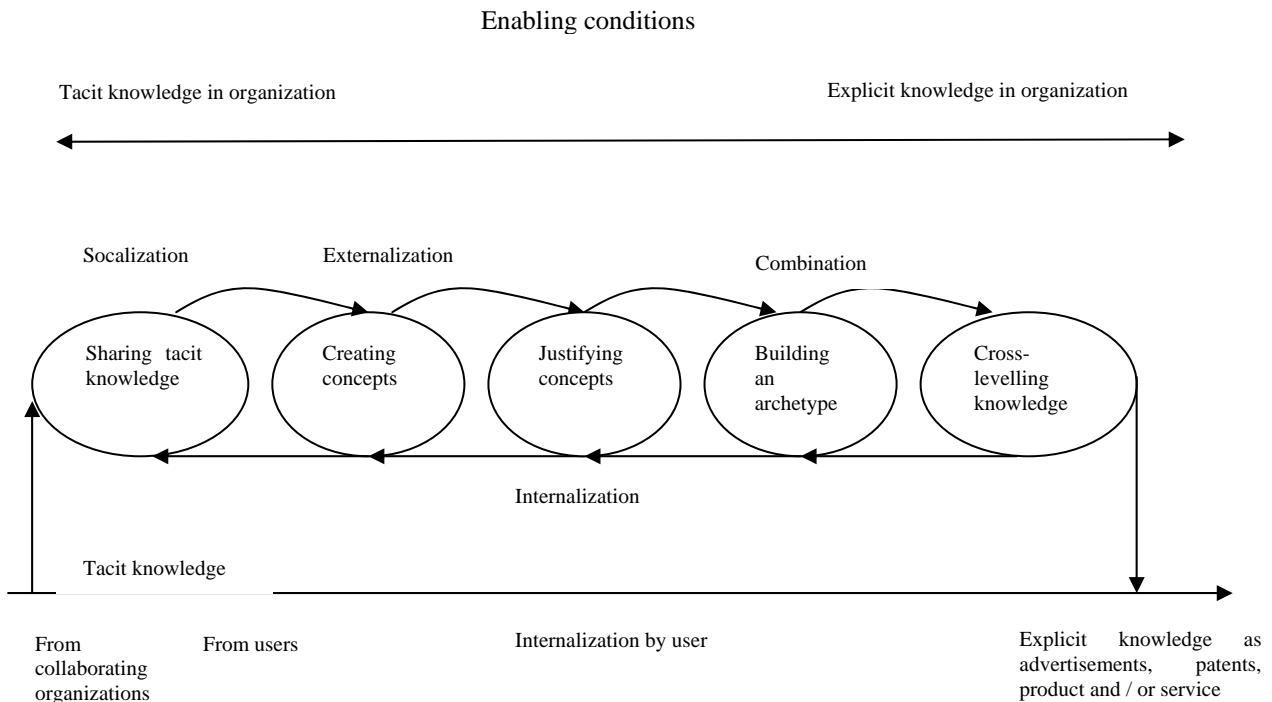 Enabling conditions
Tacit knowledge in organization
Explicit knowledge in organization
Socalization
Externalization
Combination
Sharing tacit
knowledge
Creating
concepts
Justifying
concepts
Building
an
archetype
Cross-
levelling
knowledge
Internalization
Tacit knowledge
From
collaborating
organizations
From users
Internalization by user
Explicit knowledge as
advertisements, patents,
product and / or service